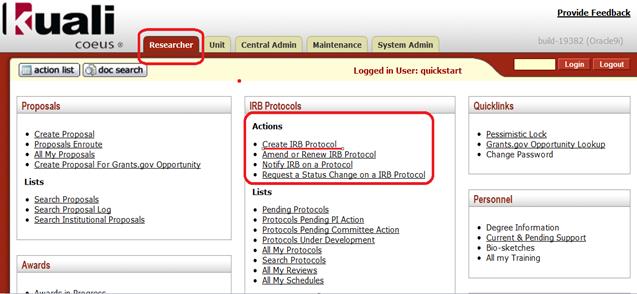 Kuali
coeus ®
Provide Feedback
Researcher
Unit
Central Admin
Maintenance
System Admin
build-19382 (Oracle9i)
action list
doc search
Logged in User: quickstart
Login
Logout
Proposals
Create Proposal
Proposals Enroute
All My Proposals
Create Proposal For Grants.gov Opportunity
Lists
Search Proposals
Search Proposal Log
Search Institutional Proposals
Awards
Awards in Progress
IRB Protocols
Actions
Create IRB Protocol
Amend or Renew IRB Protocol
Notify IRB on a Protocol
Request a Status Change on a IRB Protocol
Lists
Pending Protocols
Protocols Pending PI Action
Protocols Pending Committee Action
Protocols Under Development
All My Protocols
Search Protocols
All My Reviews
All My Schedules
Quicklinks
Pessimistic Lock
Grants.gov Opportunity Lookup
Change Password
Personnel
Degree Information
Current & Pending Support
Bio-sketches
All my Training